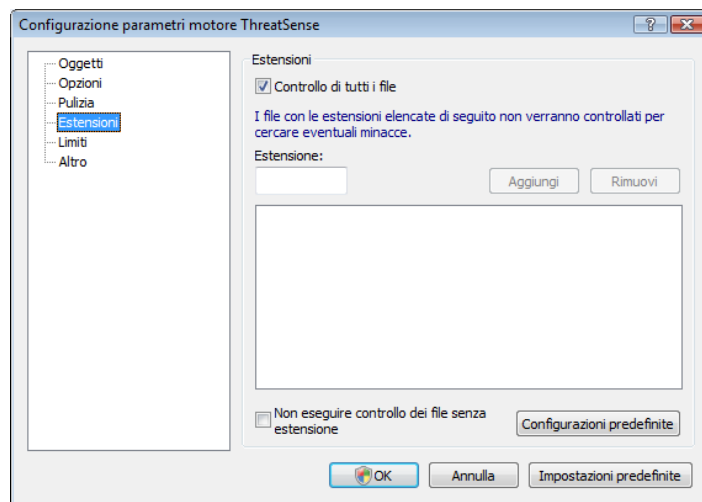 Configurazione parametri motore ThreatSense
Oggetti
Opzioni
Pulizia
Estensioni
Limiti
Altro
Estensioni
Controllo di tutti i file
I file con le estensioni elencate di seguito non verranno controllati per
cercare eventuali minacce.
Estensione:
Aggiungi
Rimuovi
Non eseguire controllo dei file senza
estensione
Configurazioni predefinite
OK
Annulla
Impostazioni predefinite